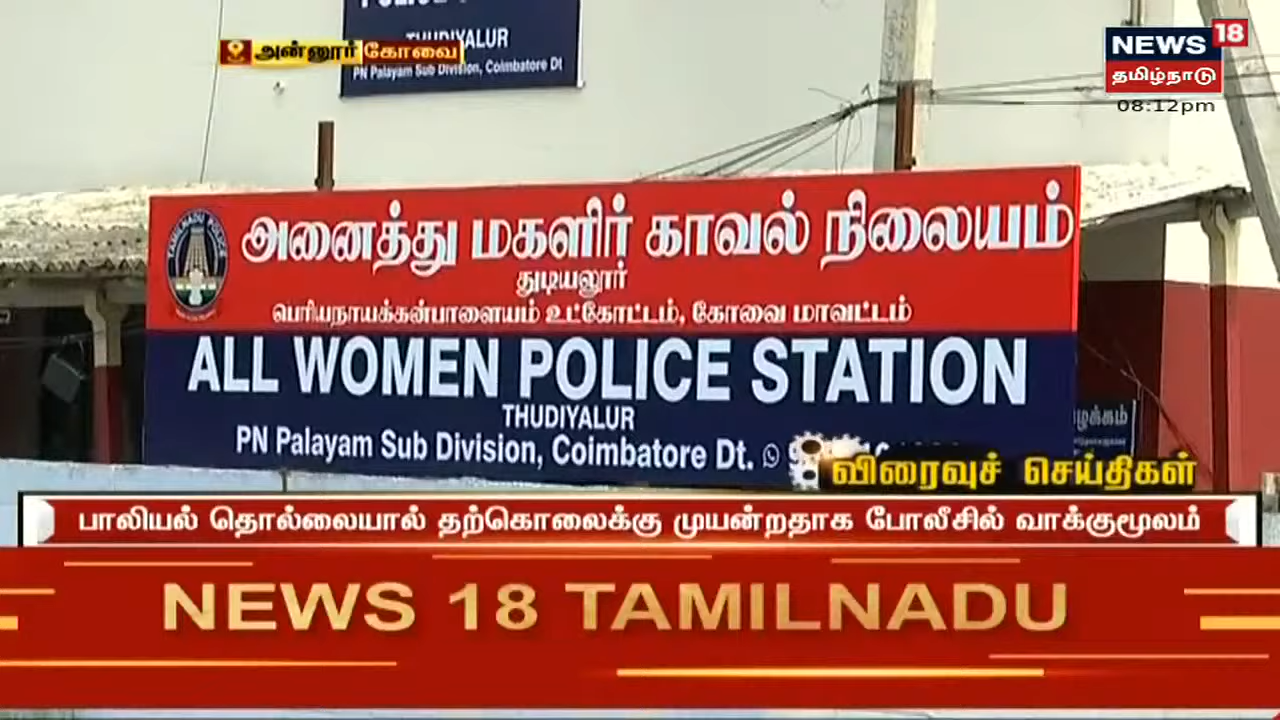 THUDIYALUR
PN Palayam Sub Division, Coimbatore Dt
அன்னூர் கோவை
NEWS 18
தமிழ்நாடு
08:12pm
TAMILNADU POLICE
அனைத்து மகளிர் காவல் நிலையம்
துடியலூர்
பெரியநாயக்கன்பாளையம் உட்கோட்டம், கோவை மாவட்டம்
ALL WOMEN POLICE STATION
THUDIYALUR
PN Palayam Sub Division, Coimbatore Dt.
விரைவுச் செய்திகள்
பாலியல் தொல்லையால் தற்கொலைக்கு முயன்றதாக போலீசில் வாக்குமூலம்
NEWS 18 TAMILNADU